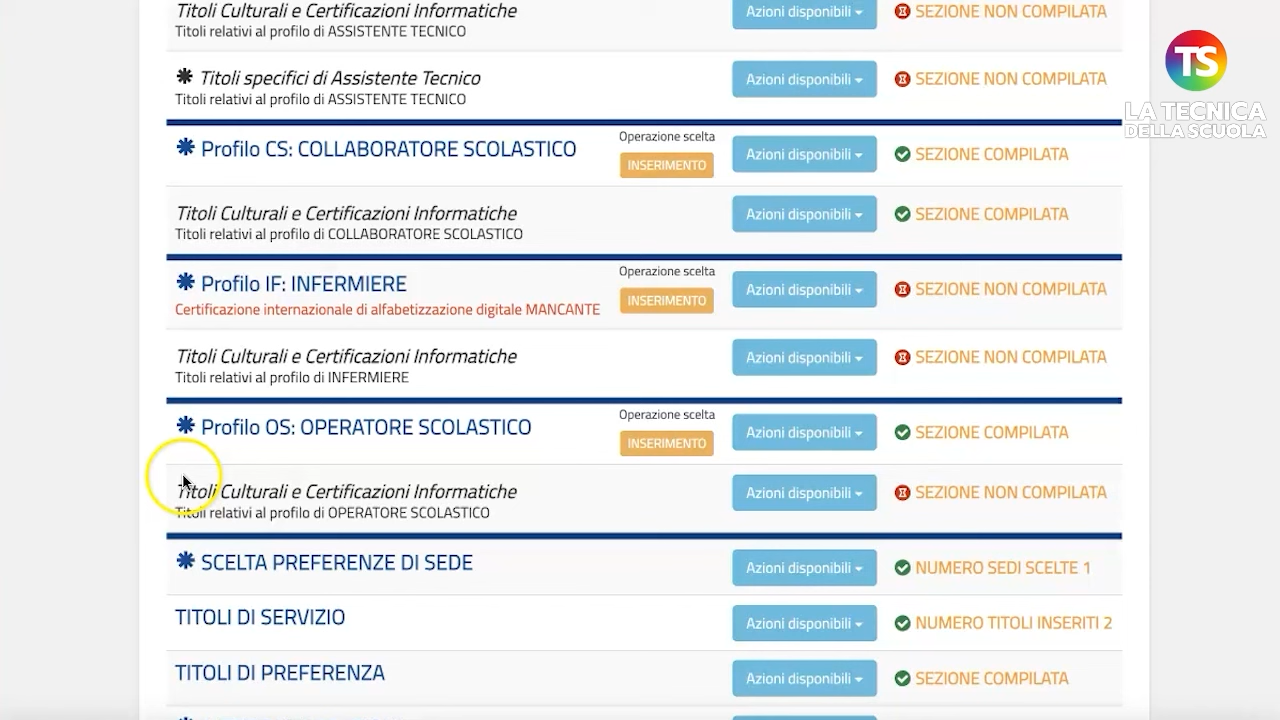 Titoli Culturali e Certificazioni Informatiche
Titoli relativi al profilo di ASSISTENTE TECNICO
Azioni disponibili
SEZIONE NON COMPILATA
TS
LA TECNICA
DELLA SCUOLA
Titoli specifici di Assistente Tecnico
Titoli relativi al profilo di ASSISTENTE TECNICO
Azioni disponibili
SEZIONE NON COMPILATA
Profilo CS: COLLABORATORE SCOLASTICO
Operazione scelta
INSERIMENTO
Azioni disponibili
SEZIONE COMPILATA
Titoli Culturali e Certificazioni Informatiche
Titoli relativi al profilo di COLLABORATORE SCOLASTICO
Azioni disponibili
SEZIONE COMPILATA
Profilo IF: INFERMIERE
Certificazione internazionale di alfabetizzazione digitale MANCANTE
Operazione scelta
INSERIMENTO
Azioni disponibili
SEZIONE NON COMPILATA
Titoli Culturali e Certificazioni Informatiche
Titoli relativi al profilo di INFERMIERE
Azioni disponibili
SEZIONE NON COMPILATA
Profilo OS: OPERATORE SCOLASTICO
Operazione scelta
INSERIMENTO
Azioni disponibili
SEZIONE COMPILATA
Titoli Culturali e Certificazioni Informatiche
Titoli relativi al profilo di OPERATORE SCOLASTICO
Azioni disponibili
SEZIONE NON COMPILATA
SCELTA PREFERENZE DI SEDE
Azioni disponibili
NUMERO SEDI SCELTE 1
TITOLI DI SERVIZIO
Azioni disponibili
NUMERO TITOLI INSERITI 2
TITOLI DI PREFERENZA
Azioni disponibili
SEZIONE COMPILATA